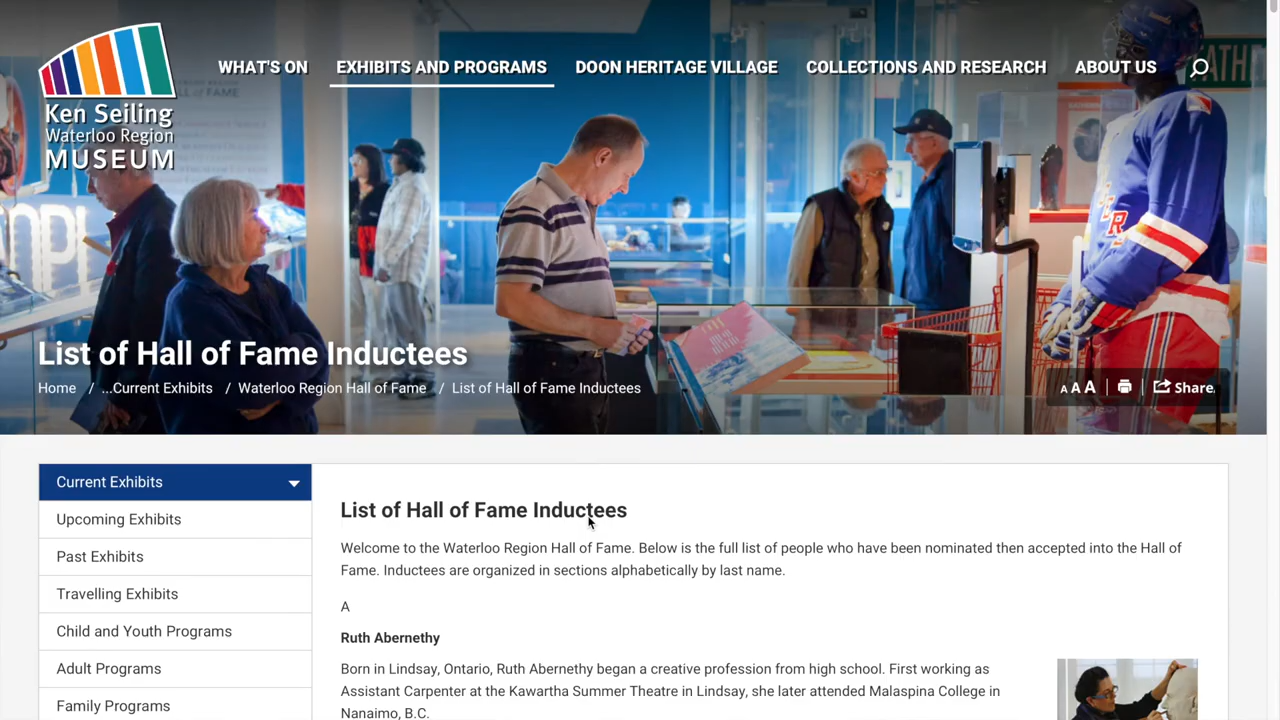 WHAT'S ON
EXHIBITS AND PROGRAMS
DOON HERITAGE VILLAGE
COLLECTIONS AND RESEARCH
ABOUT US
Ken Seiling
Waterloo Region
MUSEUM
List of Hall of Fame Inductees
Home / ...Current Exhibits / Waterloo Region Hall of Fame / List of Hall of Fame Inductees
A A A | | Share
Current Exhibits
Upcoming Exhibits
Past Exhibits
Travelling Exhibits
Child and Youth Programs
Adult Programs
Family Programs
List of Hall of Fame Inductees
Welcome to the Waterloo Region Hall of Fame. Below is the full list of people who have been nominated then accepted into the Hall of
Fame. Inductees are organized in sections alphabetically by last name.
A
Ruth Abernethy
Born in Lindsay, Ontario, Ruth Abernethy began a creative profession from high school. First working as
Assistant Carpenter at the Kawartha Summer Theatre in Lindsay, she later attended Malaspina College in
Nanaimo, B.C.